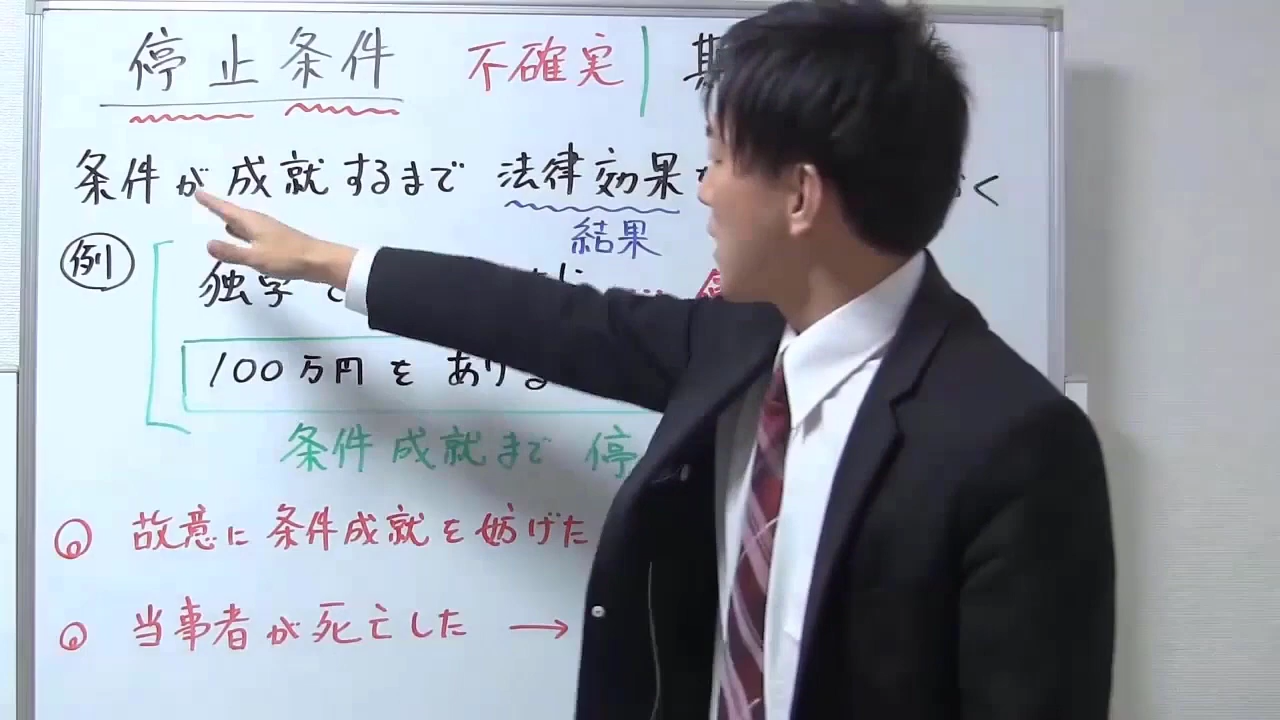 停止条件 不確実 期
条件が成就するまで 法律効果 く
結果
例
独学で
100万円を あげ
条件成就まで 停
故意に条件成就を妨げた
当事者が死亡した →